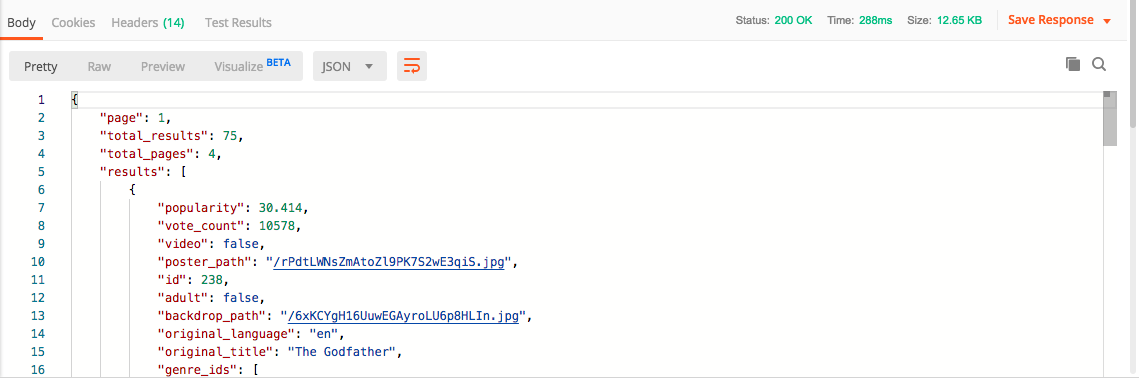 Body Cookies Headers (14) Test Results Status: 200 OK Time: 288ms Size: 12.65 KB Save Response
Pretty Raw Preview Visualize BETA JSON
1 {
2 "page": 1,
3 "total_results": 75,
4 "total_pages": 4,
5 "results": [
6 {
7 "popularity": 30.414,
8 "vote_count": 10578,
9 "video": false,
10 "poster_path": "/rPdtLWNsZmAtoZl9PK7S2wE3qiS.jpg",
11 "id": 238,
12 "adult": false,
13 "backdrop_path": "/6xKCYgH16UuwEGAyroLU6p8HLIn.jpg",
14 "original_language": "en",
15 "original_title": "The Godfather",
16 "genre_ids": [